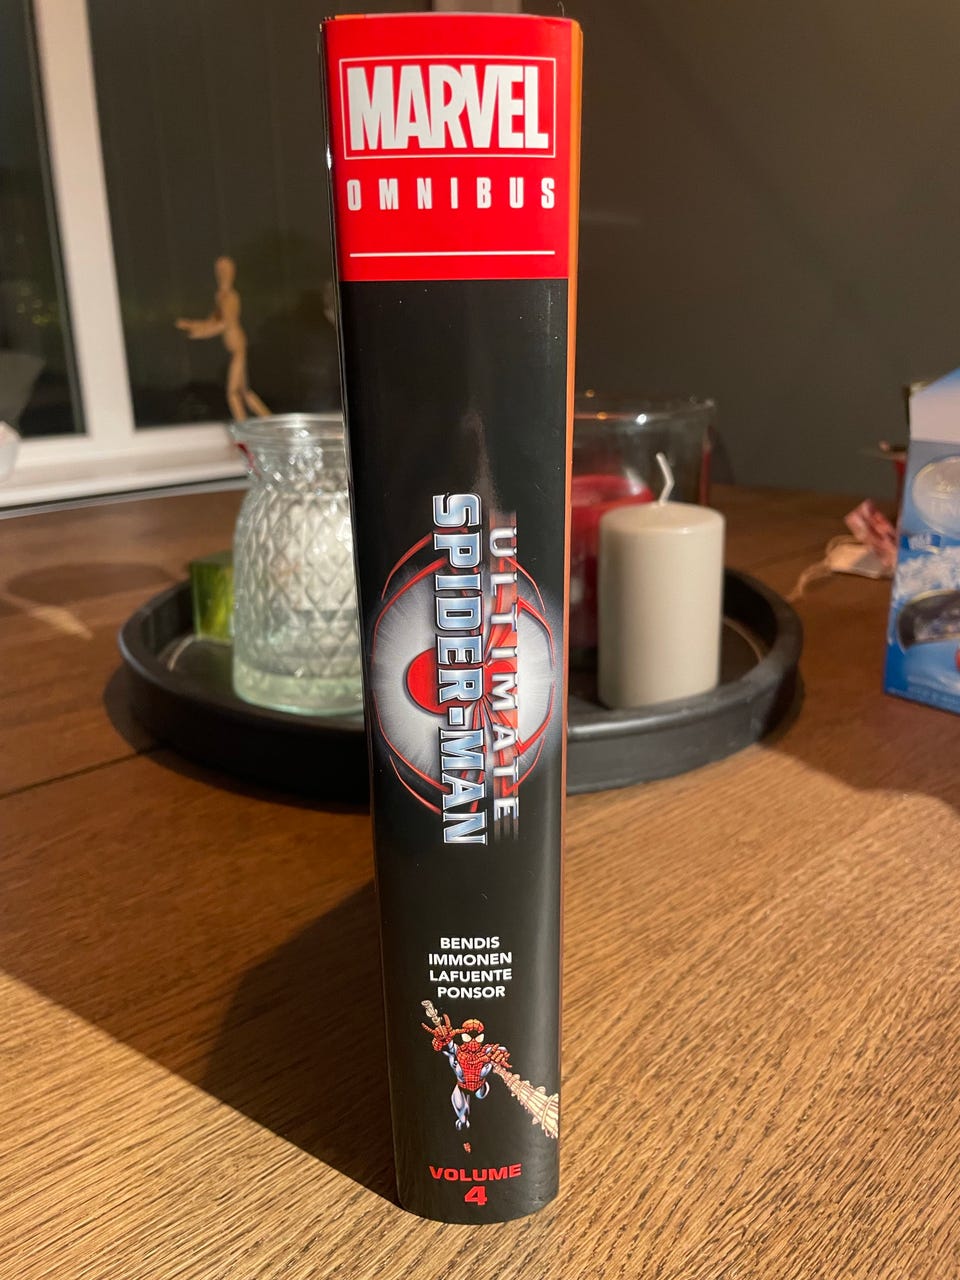 MARVEL
OMNIBUS
ULTIMATE
SPIDER-MAN
BENDIS
IMMONEN
LAFUENTE
PONSOR
VOLUME
4